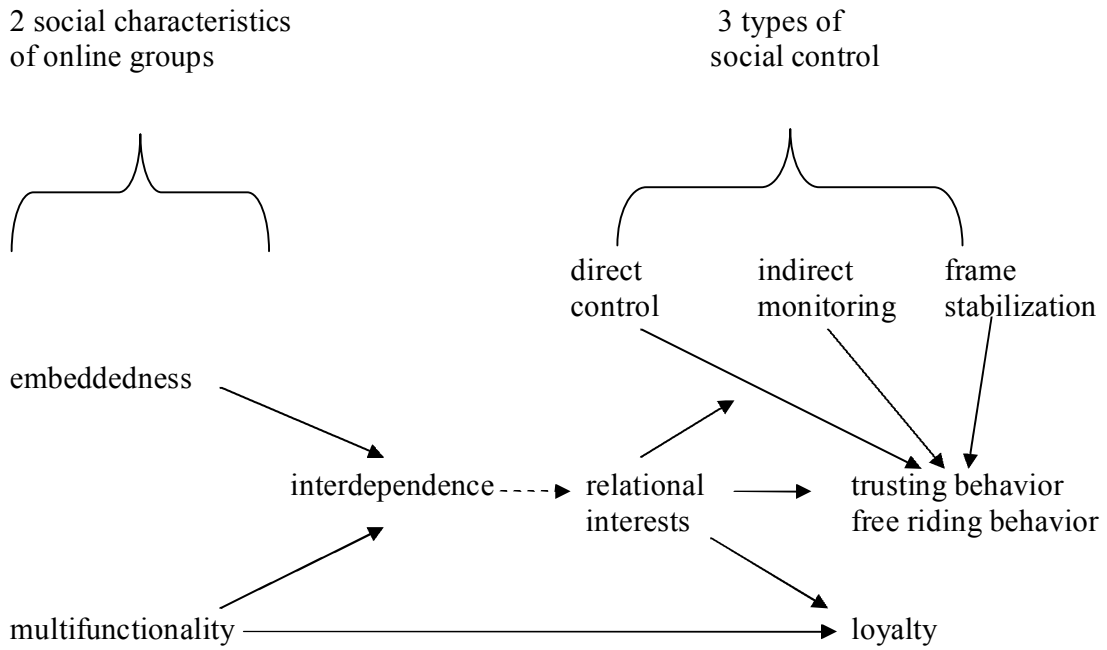 2 social characteristics
of online groups
3 types of
social control
direct
control
indirect
monitoring
frame
stabilization
embeddedness
interdependence
relational
interests
trusting behavior
free riding behavior
multifunctionality
loyalty